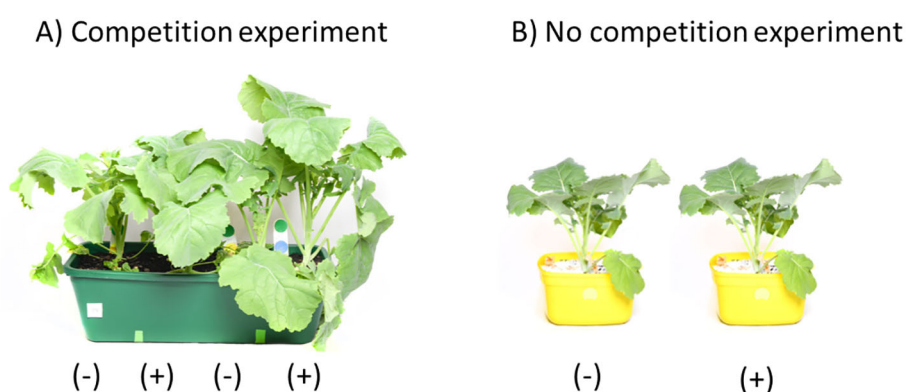 A) Competition experiment
B) No competition experiment
(-) (+) (-) (+)
(-) (+)